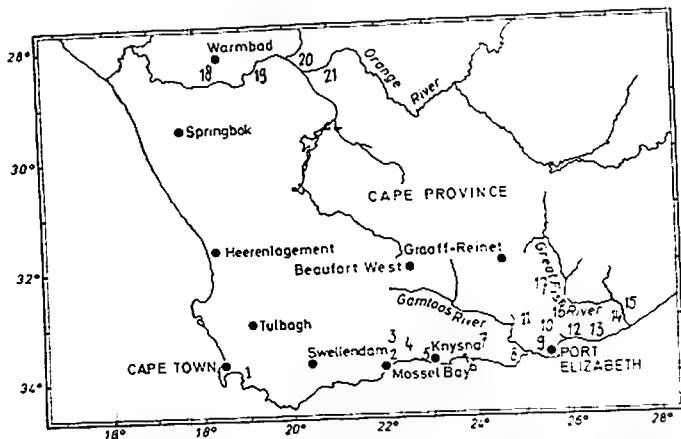 28°
Warmbad
18
19
20
21
Orange
River
Springbok
30°
CAPE PROVINCE
Heerenlogement
Graaff-Reinet
Beaufort West
32°
Great Fish
River
17
16
15
14
Gamtoos River
11
10
12
13
Tulbagh
3
4
Knysna
7
CAPE TOWN
1
Swellendam
2
5
6
8
9
PORT
ELIZABETH
Mossel Bay
34°
18°
18°
20°
22°
24°
26°
28°